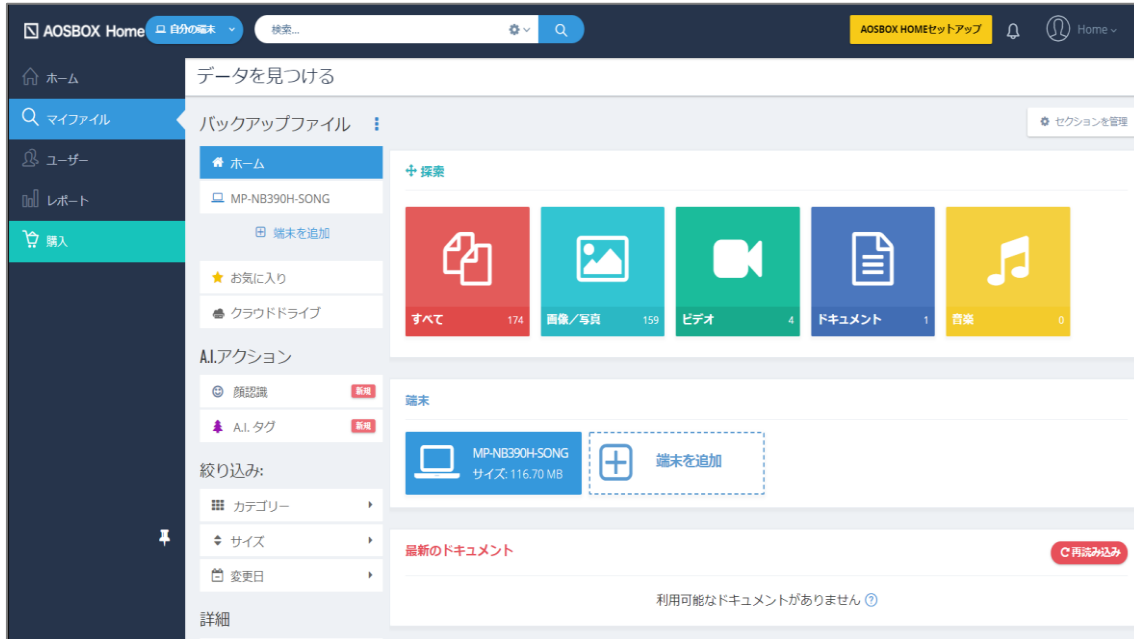 AOSBOX Home
自分の端末
検索...
AOSBOX HOMEセットアップ
Home
ホーム
マイファイル
ユーザー
レポート
購入
データを見つける
バックアップファイル
ホーム
MP-NB390H-SONG
端末を追加
お気に入り
クラウドドライブ
A.I.アクション
顔認識 新規
A.I. タグ 新規
絞り込み:
カテゴリー
サイズ
変更日
詳細
セクションを管理
探索
すべて 174
画像／写真 159
ビデオ 4
ドキュメント 1
音楽 0
端末
MP-NB390H-SONG
サイズ: 116.70 MB
端末を追加
最新のドキュメント
再読み込み
利用可能なドキュメントがありません